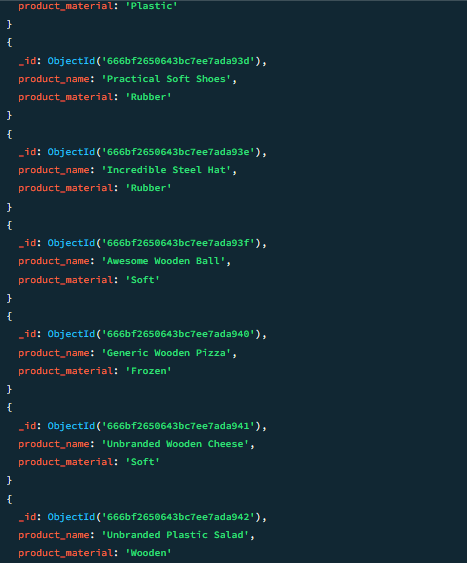 product_material: 'Plastic'
}
{
_id: ObjectId('666bf2650643bc7ee7ada93d'),
product_name: 'Practical Soft Shoes',
product_material: 'Rubber'
}
{
_id: ObjectId('666bf2650643bc7ee7ada93e'),
product_name: 'Incredible Steel Hat',
product_material: 'Rubber'
}
{
_id: ObjectId('666bf2650643bc7ee7ada93f'),
product_name: 'Awesome Wooden Ball',
product_material: 'Soft'
}
{
_id: ObjectId('666bf2650643bc7ee7ada940'),
product_name: 'Generic Wooden Pizza',
product_material: 'Frozen'
}
{
_id: ObjectId('666bf2650643bc7ee7ada941'),
product_name: 'Unbranded Wooden Cheese',
product_material: 'Soft'
}
{
_id: ObjectId('666bf2650643bc7ee7ada942'),
product_name: 'Unbranded Plastic Salad',
product_material: 'Wooden'